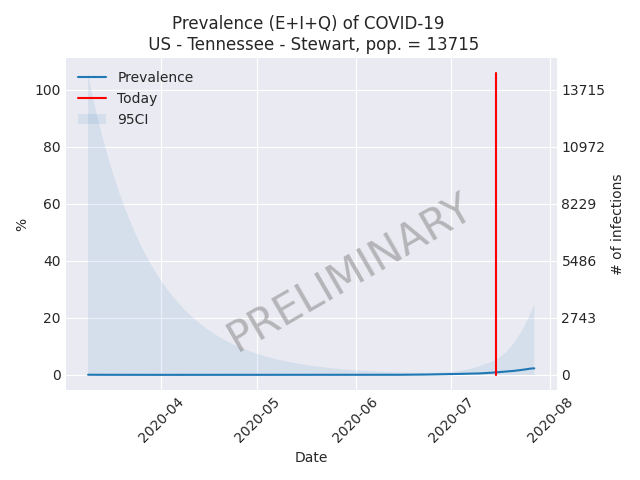 Prevalence (E+I+Q) of COVID-19
US - Tennessee - Stewart, pop. = 13715
Prevalence
Today
95CI
100
80
60
40
20
0
%
13715
10972
8229
5486
2743
0
# of infections
PRELIMINARY
2020-04
2020-05
2020-06
2020-07
2020-08
Date